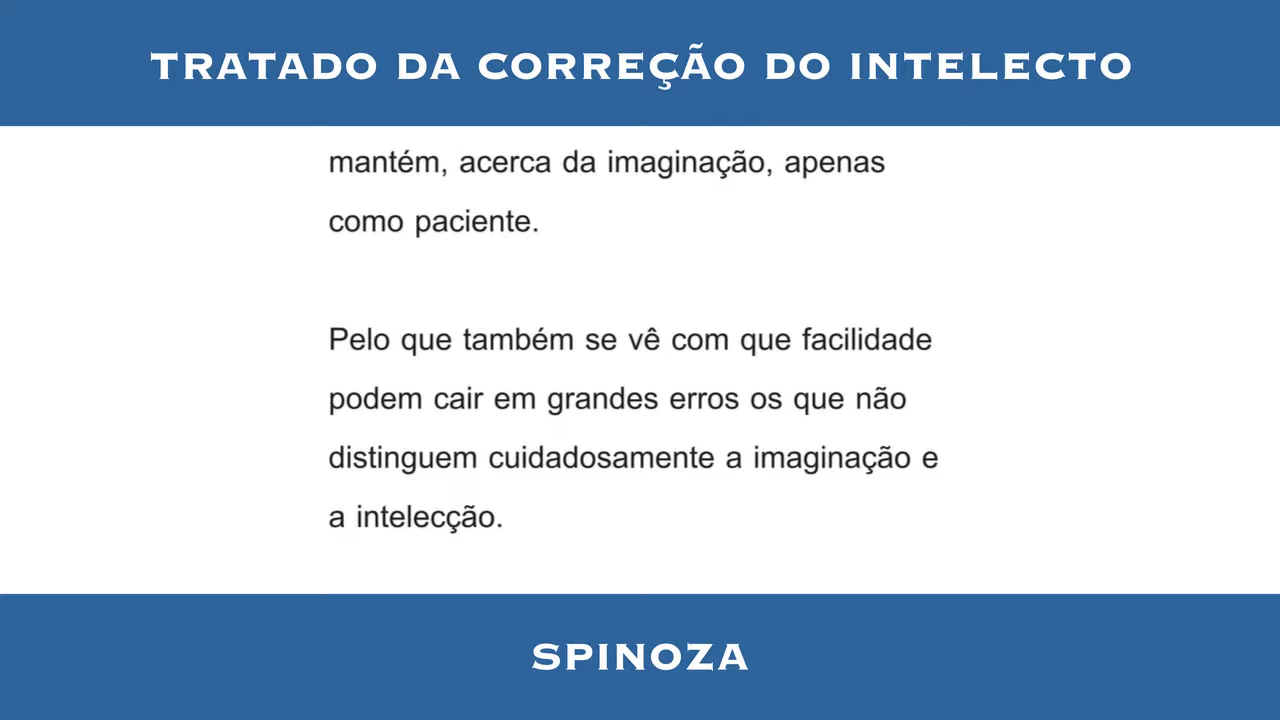 TRATADO DA CORREÇÃO DO INTELECTO
mantém, acerca da imaginação, apenas
como paciente.
Pelo que também se vê com que facilidade
podem cair em grandes erros os que não
distinguem cuidadosamente a imaginação e
a intelecção.
SPINOZA